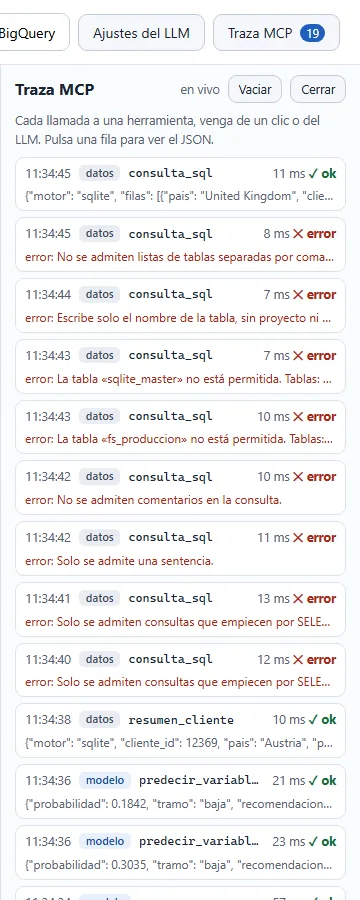 BigQuery
Ajustes del LLM
Traza MCP 19
Traza MCP
en vivo
Vaciar
Cerrar
Cada llamada a una herramienta, venga de un clic o del
LLM. Pulsa una fila para ver el JSON.
11:34:45 datos consulta_sql 11 ms ✓ ok
{"motor": "sqlite", "filas": [{"pais": "United Kingdom", "clie...
11:34:45 datos consulta_sql 8 ms ✕ error
error: No se admiten listas de tablas separadas por coma...
11:34:44 datos consulta_sql 7 ms ✕ error
error: Escribe solo el nombre de la tabla, sin proyecto ni ...
11:34:43 datos consulta_sql 7 ms ✕ error
error: La tabla «sqlite_master» no está permitida. Tablas: ...
11:34:43 datos consulta_sql 10 ms ✕ error
error: La tabla «fs_produccion» no está permitida. Tablas:...
11:34:42 datos consulta_sql 10 ms ✕ error
error: No se admiten comentarios en la consulta.
11:34:42 datos consulta_sql 11 ms ✕ error
error: Solo se admite una sentencia.
11:34:41 datos consulta_sql 13 ms ✕ error
error: Solo se admiten consultas que empiecen por SELE...
11:34:40 datos consulta_sql 12 ms ✕ error
error: Solo se admiten consultas que empiecen por SELE...
11:34:38 datos resumen_cliente 10 ms ✓ ok
{"motor": "sqlite", "cliente_id": 12369, "pais": "Austria", "p...
11:34:36 modelo predecir_variabl... 21 ms ✓ ok
{"probabilidad": 0.1842, "tramo": "baja", "recomendacion...
11:34:36 modelo predecir_variabl... 23 ms ✓ ok
{"probabilidad": 0.3035, "tramo": "baja", "recomendacion...